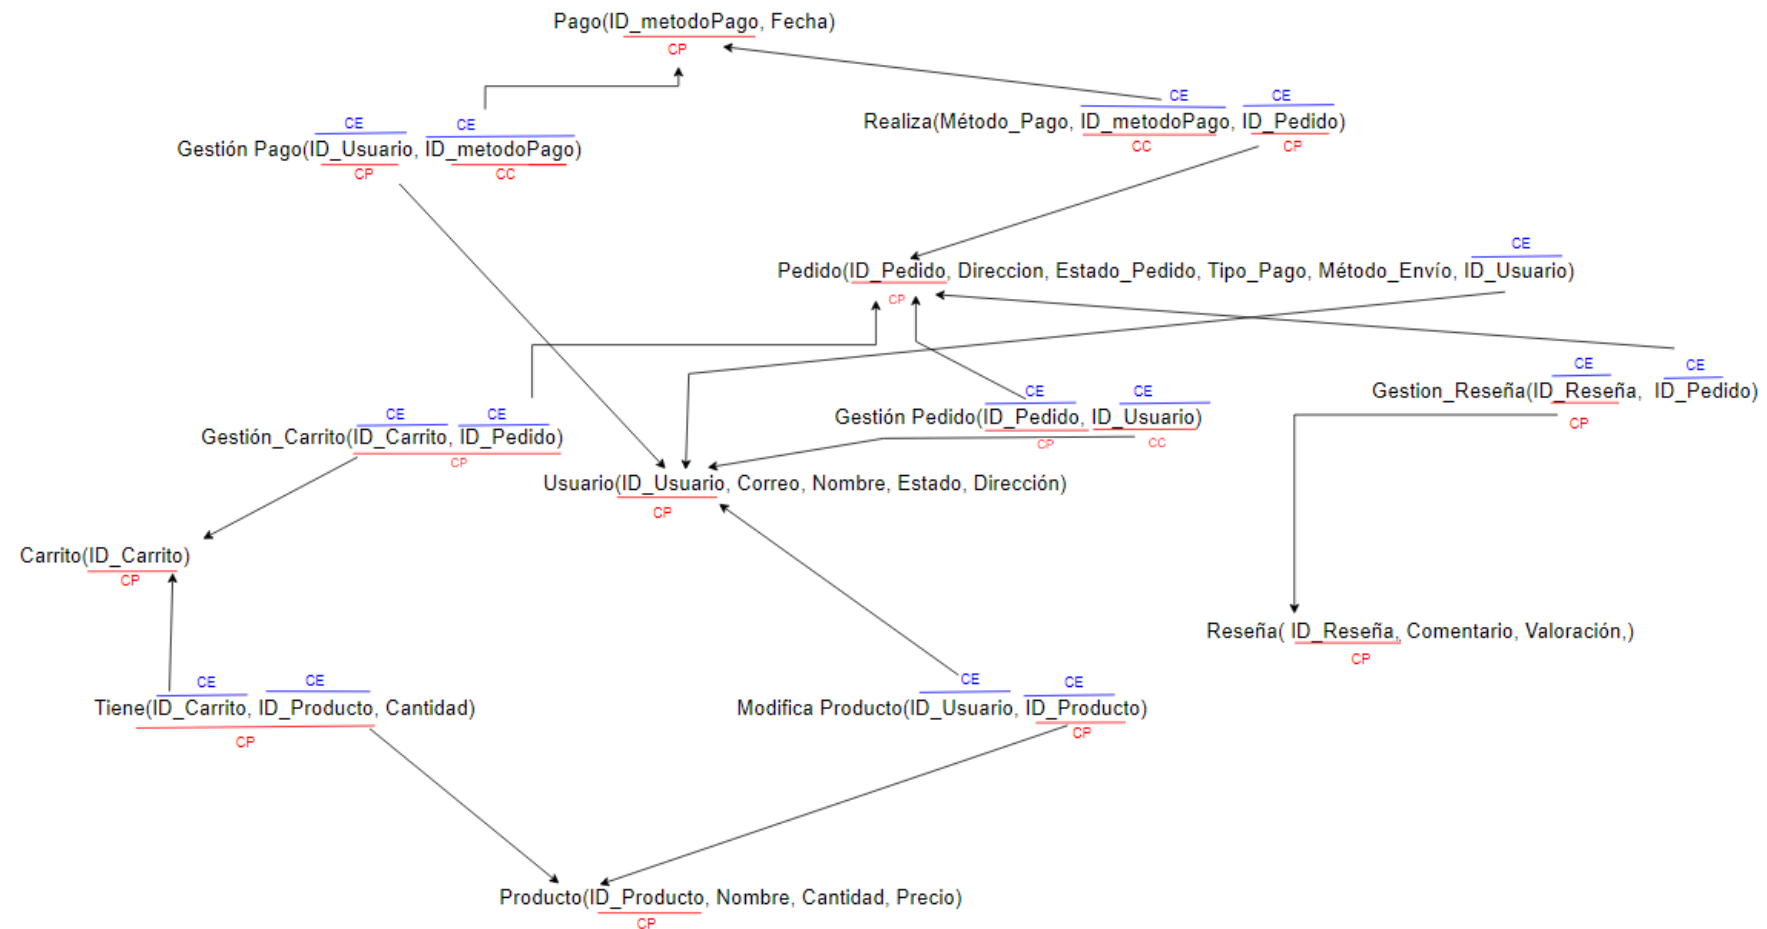 Pago(ID_metodoPago, Fecha)
CP
CE CE
Realiza(Método_Pago, ID_metodoPago, ID_Pedido)
CC CP
CE CE
Gestión Pago(ID_Usuario, ID_metodoPago)
CP CC
CE
Pedido(ID_Pedido, Direccion, Estado_Pedido, Tipo_Pago, Método_Envío, ID_Usuario)
CP
CE CE
Gestion_Reseña(ID_Reseña, ID_Pedido)
CP
CE CE
Gestión Pedido(ID_Pedido, ID_Usuario)
CP CC
CE CE
Gestión_Carrito(ID_Carrito, ID_Pedido)
CP
Usuario(ID_Usuario, Correo, Nombre, Estado, Dirección)
CP
Carrito(ID_Carrito)
CP
Reseña( ID_Reseña, Comentario, Valoración,)
CP
CE CE
Tiene(ID_Carrito, ID_Producto, Cantidad)
CP
CE CE
Modifica Producto(ID_Usuario, ID_Producto)
CP
Producto(ID_Producto, Nombre, Cantidad, Precio)
CP